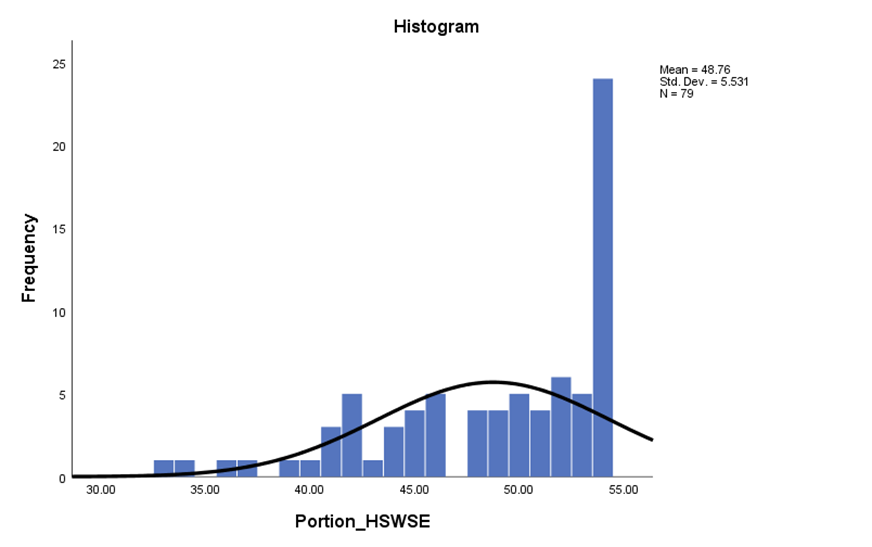 Histogram
Mean = 48.76
Std. Dev. = 5.531
N = 79
Frequency
25
20
15
10
5
0
30.00 35.00 40.00 45.00 50.00 55.00
Portion_HSWSE